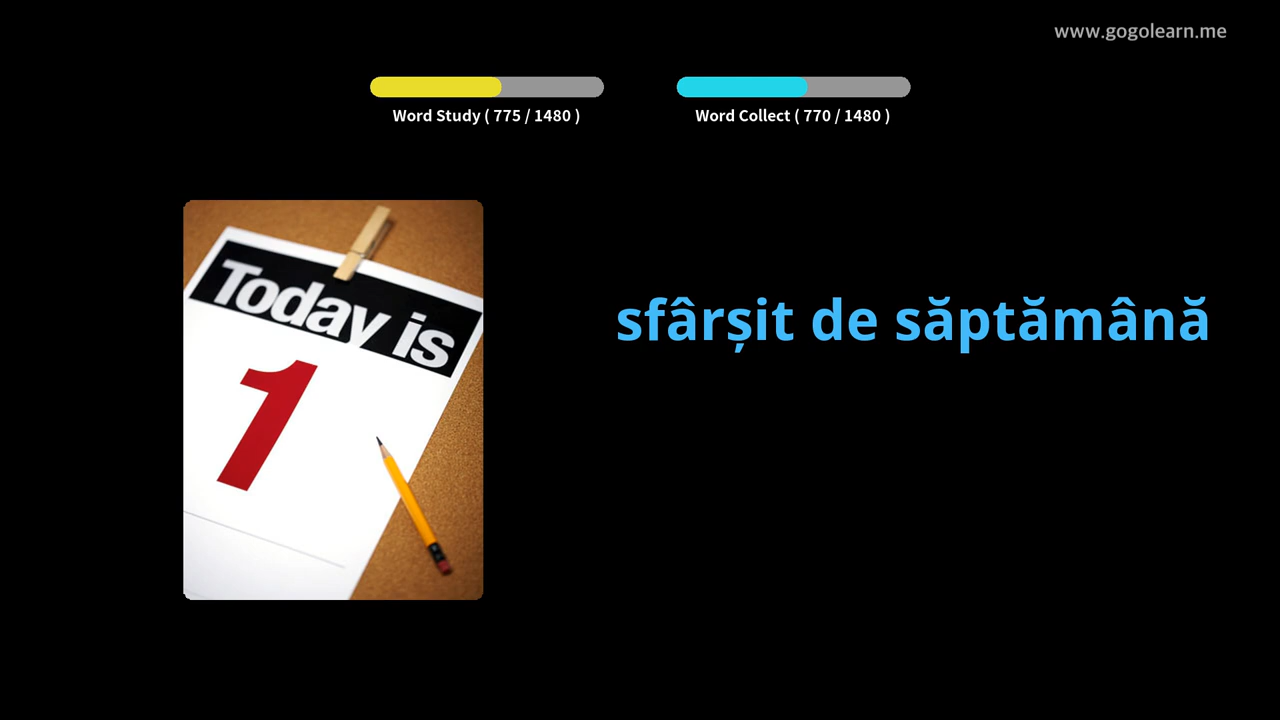 www.gogolearn.me
Word Study ( 775 / 1480 )
Word Collect ( 770 / 1480 )
Today is
1
sfârșit de săptămână